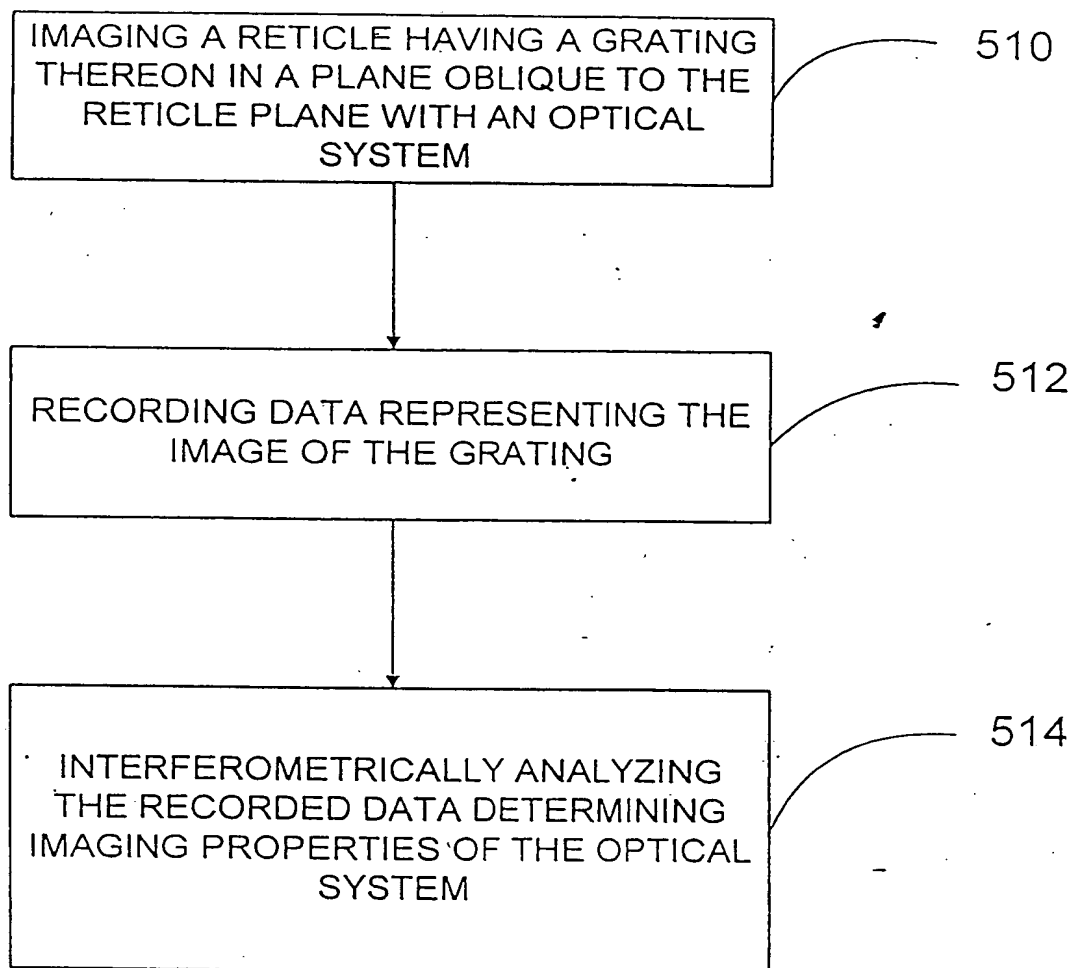 IMAGING A RETICLE HAVING A GRATING
THEREON IN A PLANE OBLIQUE TO THE
RETICLE PLANE WITH AN OPTICAL
SYSTEM
510
RECORDING DATA REPRESENTING THE
IMAGE OF THE GRATING
512
INTERFEROMETRICALLY ANALYZING
THE RECORDED DATA DETERMINING
IMAGING PROPERTIES OF THE OPTICAL
SYSTEM
514